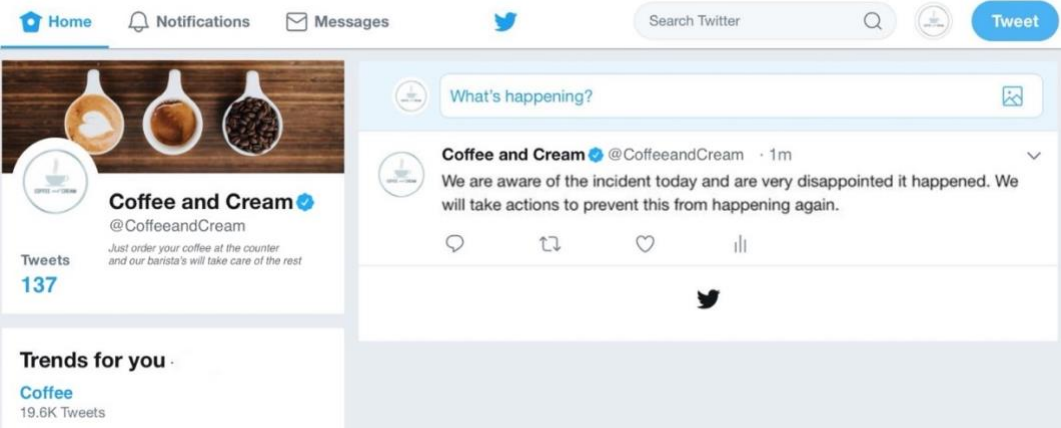 Home
Notifications
Messages
Search Twitter
Tweet
What's happening?
Coffee and Cream @CoffeeandCream · 1m
We are aware of the incident today and are very disappointed it happened. We
will take actions to prevent this from happening again.
COFFEE and CREAM
Coffee and Cream
@CoffeeandCream
Just order your coffee at the counter
and our barista's will take care of the rest
Tweets
137
Trends for you
Coffee
19.6K Tweets